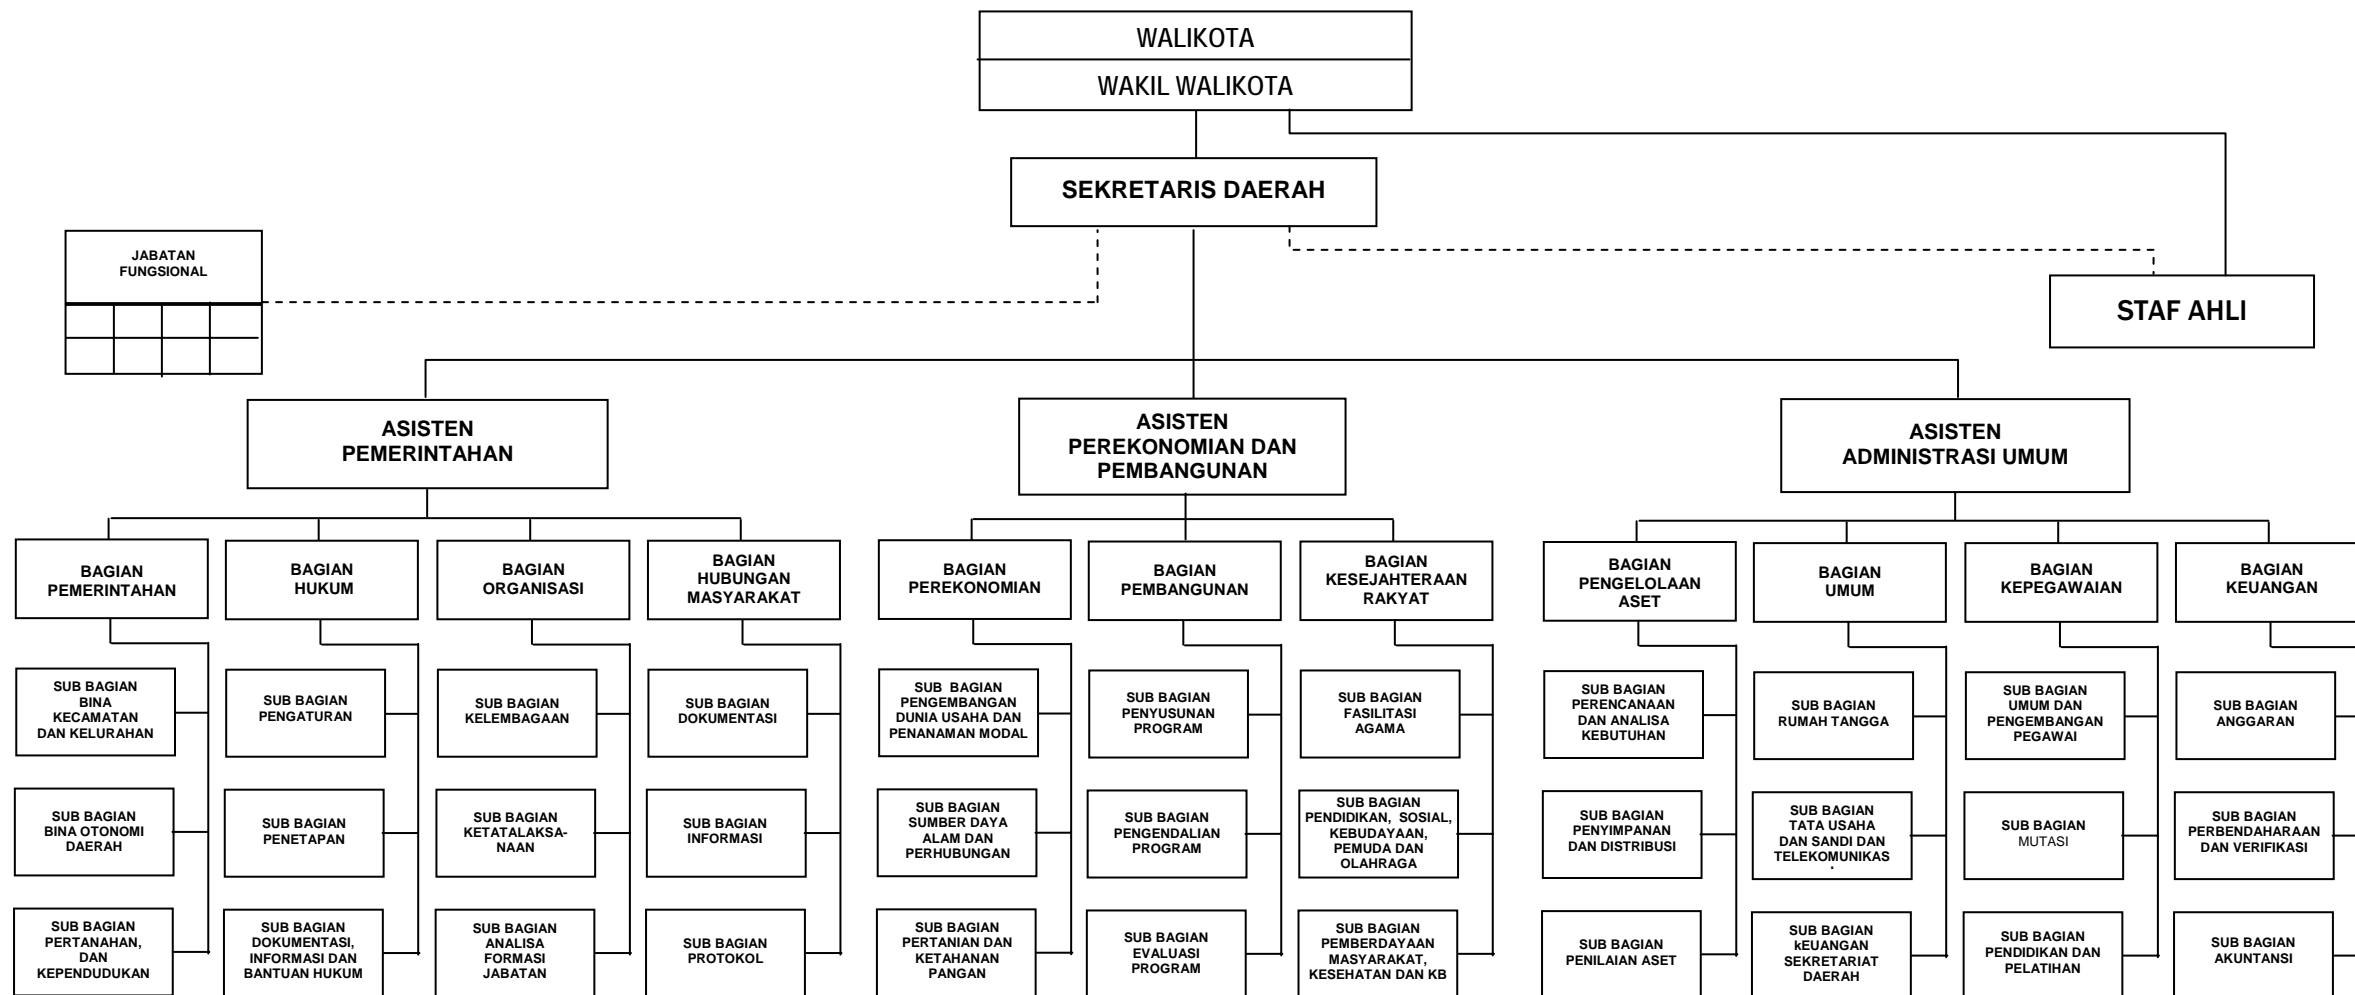 WALIKOTA
WAKIL WALIKOTA
SEKRETARIS DAERAH
JABATAN
FUNGSIONAL
STAF AHLI
ASISTEN
PEMERINTAHAN
ASISTEN
PEREKONOMIAN DAN
PEMBANGUNAN
ASISTEN
ADMINISTRASI UMUM
BAGIAN
PEMERINTAHAN
BAGIAN
HUKUM
BAGIAN
ORGANISASI
BAGIAN
HUBUNGAN
MASYARAKAT
BAGIAN
PEREKONOMIAN
BAGIAN
PEMBANGUNAN
BAGIAN
KESEJAHTERAAN
RAKYAT
BAGIAN
PENGELOLAAN
ASET
BAGIAN
UMUM
BAGIAN
KEPEGAWAIAN
BAGIAN
KEUANGAN
SUB BAGIAN
BINA
KECAMATAN
DAN KELURAHAN
SUB BAGIAN
PENGATURAN
SUB BAGIAN
KELEMBAGAAN
SUB BAGIAN
DOKUMENTASI
SUB BAGIAN
PENGEMBANGAN
DUNIA USAHA DAN
PENANAMAN MODAL
SUB BAGIAN
PENYUSUNAN
PROGRAM
SUB BAGIAN
FASILITASI
AGAMA
SUB BAGIAN
PERENCANAAN
DAN ANALISA
KEBUTUHAN
SUB BAGIAN
RUMAH TANGGA
SUB BAGIAN
UMUM DAN
PENGEMBANGAN
PEGAWAI
SUB BAGIAN
ANGGARAN
SUB BAGIAN
BINA OTONOMI
DAERAH
SUB BAGIAN
PENETAPAN
SUB BAGIAN
KETATALAKSA-
NAAN
SUB BAGIAN
INFORMASI
SUB BAGIAN
SUMBER DAYA
ALAM DAN
PERHUBUNGAN
SUB BAGIAN
PENGENDALIAN
PROGRAM
SUB BAGIAN
PENDIDIKAN, SOSIAL,
KEBUDAYAAN,
PEMUDA DAN
OLAHRAGA
SUB BAGIAN
PENYIMPANAN
DAN DISTRIBUSI
SUB BAGIAN
TATA USAHA
DAN SANDI DAN
TELEKOMUNIKAS
SUB BAGIAN
MUTASI
SUB BAGIAN
PERBENDAHARAAN
DAN VERIFIKASI
SUB BAGIAN
PERTANAHAN,
DAN
KEPENDUDUKAN
SUB BAGIAN
DOKUMENTASI,
INFORMASI DAN
BANTUAN HUKUM
SUB BAGIAN
ANALISA
FORMASI
JABATAN
SUB BAGIAN
PROTOKOL
SUB BAGIAN
PERTANIAN DAN
KETAHANAN
PANGAN
SUB BAGIAN
EVALUASI
PROGRAM
SUB BAGIAN
PEMBERDAYAAN
MASYARAKAT,
KESEHATAN DAN KB
SUB BAGIAN
PENILAIAN ASET
SUB BAGIAN
kEUANGAN
SEKRETARIAT
DAERAH
SUB BAGIAN
PENDIDIKAN DAN
PELATIHAN
SUB BAGIAN
AKUNTANSI